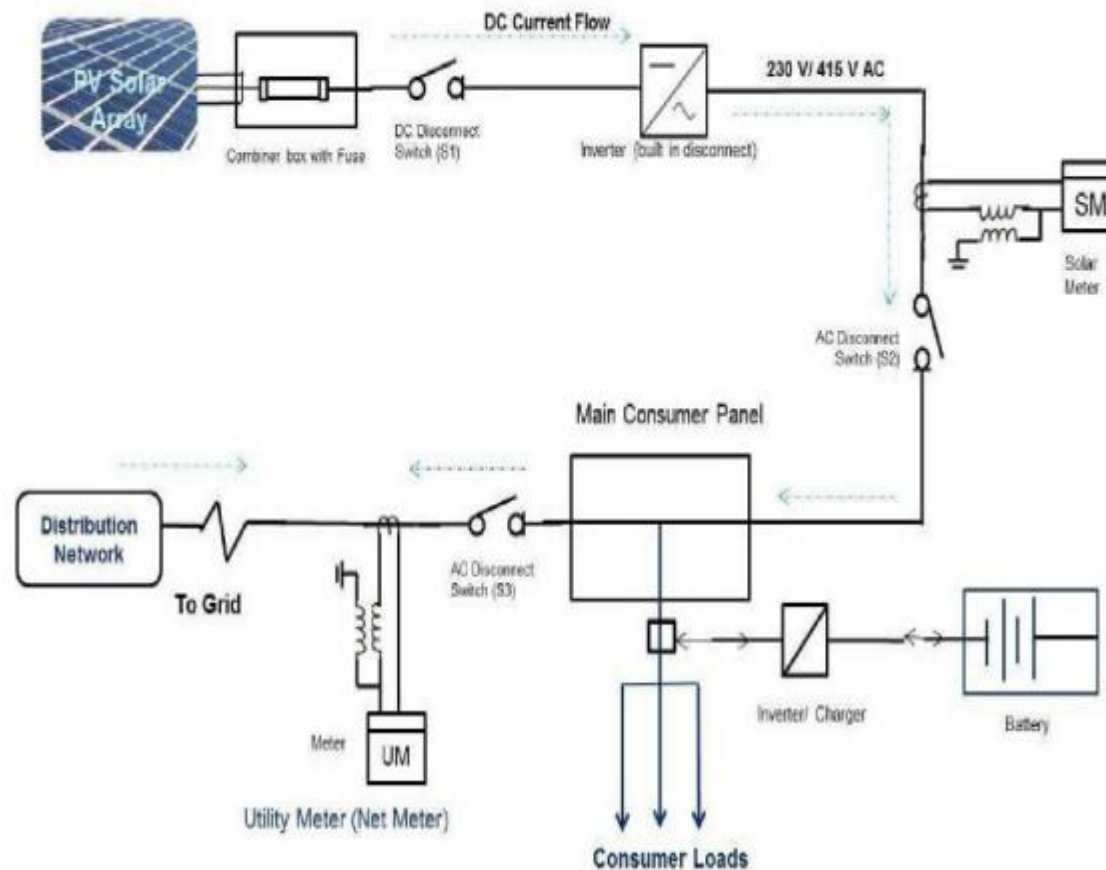 DC Current Flow
PV Solar
Array
230 V/ 415 V AC
Combiner box with Fuse
DC Disconnect
Switch (S1)
Inverter (built in disconnect)
SM
Solar
Meter
AC Disconnect
Switch (S2)
Main Consumer Panel
Distribution
Network
To Grid
AC Disconnect
Switch (S3)
Meter
UM
Utility Meter (Net Meter)
Inverter/ Charger
Battery
Consumer Loads